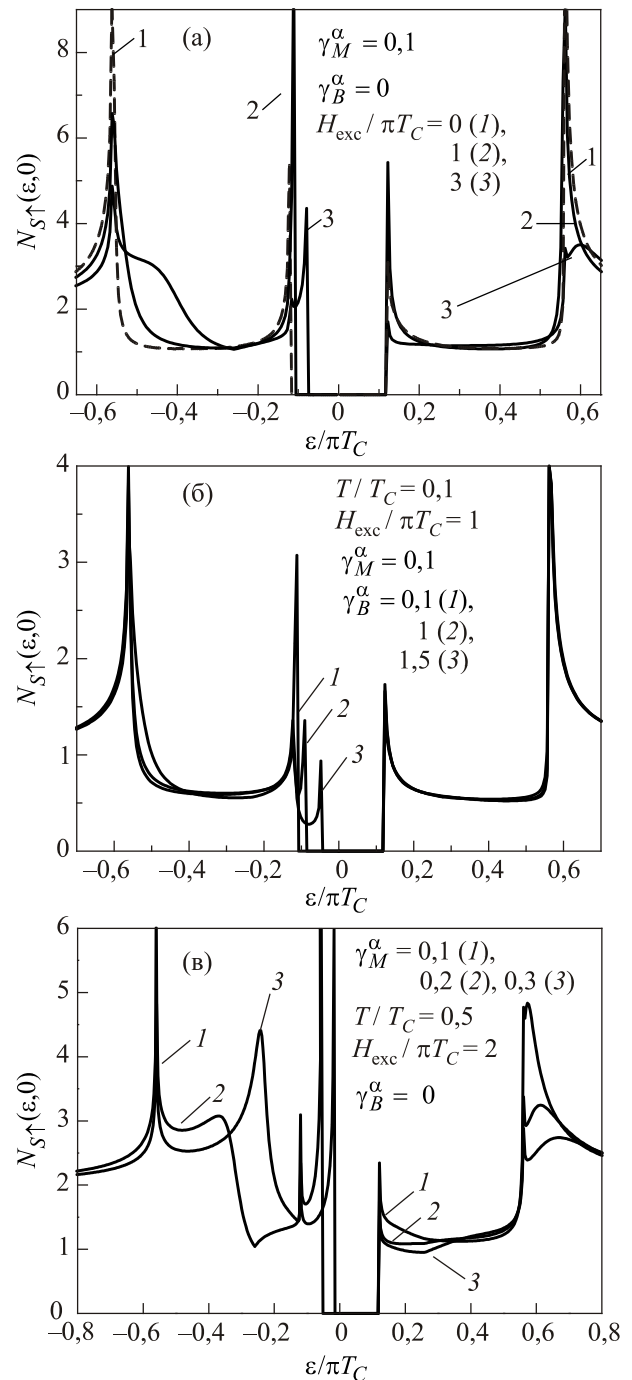 (а)
γ_M^α = 0,1
γ_B^α = 0
H_exc / πT_C = 0 (1),
1 (2),
3 (3)
1
2
3
1
2
3
N_S↑(ε,0)
8
6
4
2
0
−0,6 −0,4 −0,2 0 0,2 0,4 0,6
ε/πT_C
(б)
T / T_C = 0,1
H_exc / πT_C = 1
γ_M^α = 0,1
γ_B^α = 0,1 (1),
1 (2),
1,5 (3)
1
2
3
N_S↑(ε,0)
4
3
2
1
0
−0,6 −0,4 −0,2 0 0,2 0,4 0,6
ε/πT_C
(в)
γ_M^α = 0,1 (1),
0,2 (2), 0,3 (3)
T / T_C = 0,5
H_exc / πT_C = 2
γ_B^α = 0
1
2
3
1
2
3
N_S↑(ε,0)
6
5
4
3
2
1
0
−0,8 −0,6 −0,4 −0,2 0 0,2 0,4 0,6 0,8
ε/πT_C